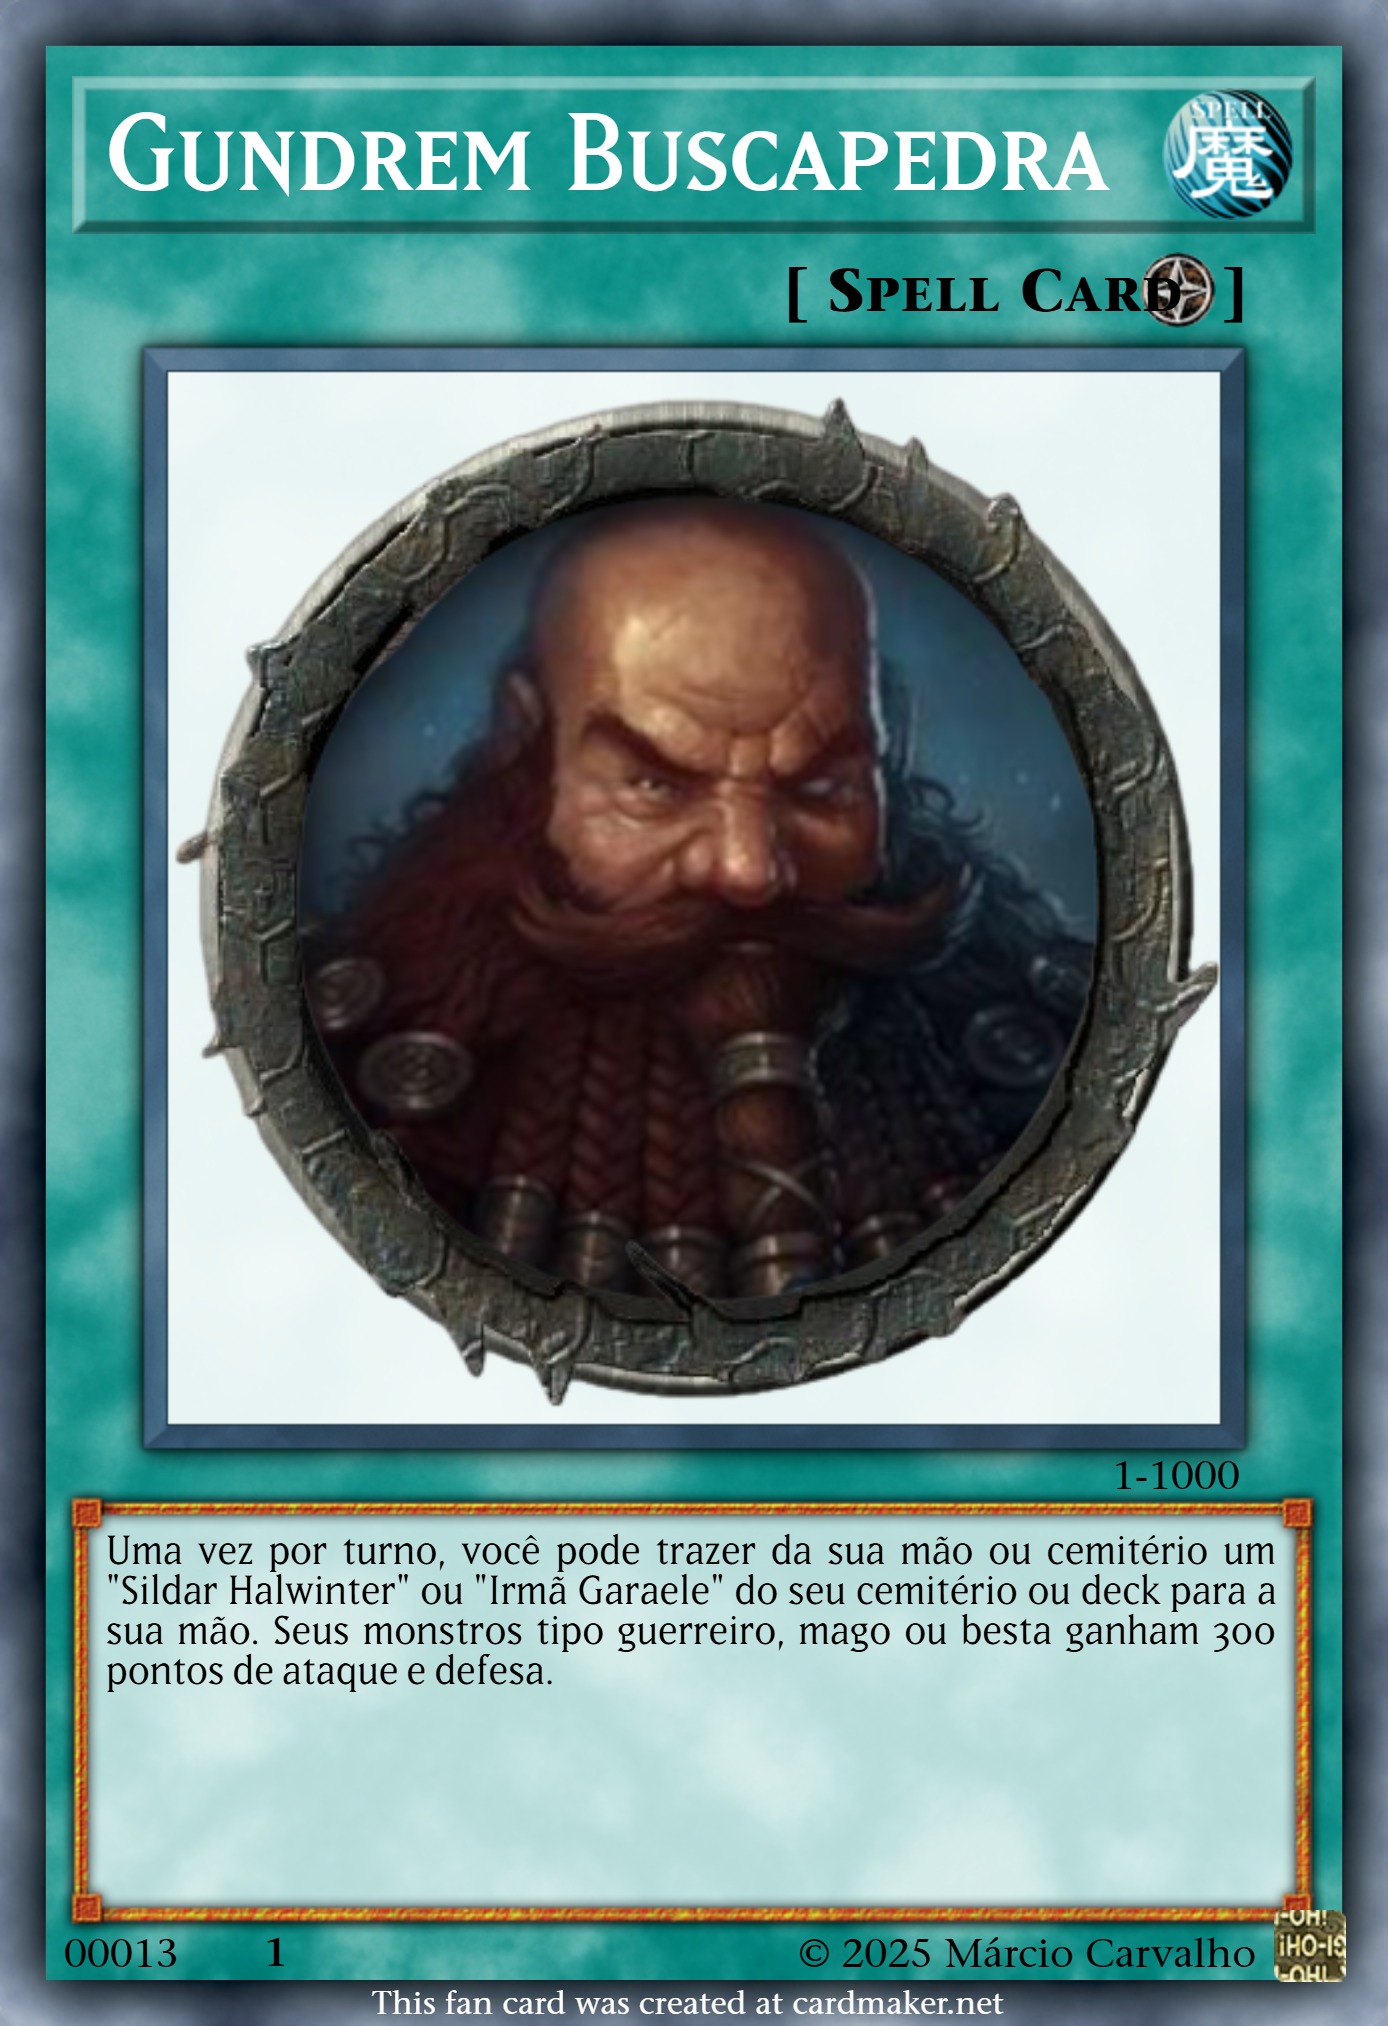 Gundrem Buscapedra
SPELL
魔
[ Spell Card ]
1-1000
Uma vez por turno, você pode trazer da sua mão ou cemitério um
"Sildar Halwinter" ou "Irmã Garaele" do seu cemitério ou deck para a
sua mão. Seus monstros tipo guerreiro, mago ou besta ganham 300
pontos de ataque e defesa.
00013 1 © 2025 Márcio Carvalho
This fan card was created at cardmaker.net